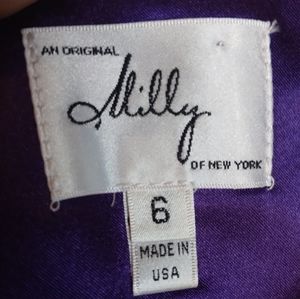 AN ORIGINAL
Milly
OF NEW YORK
6
MADE IN
USA